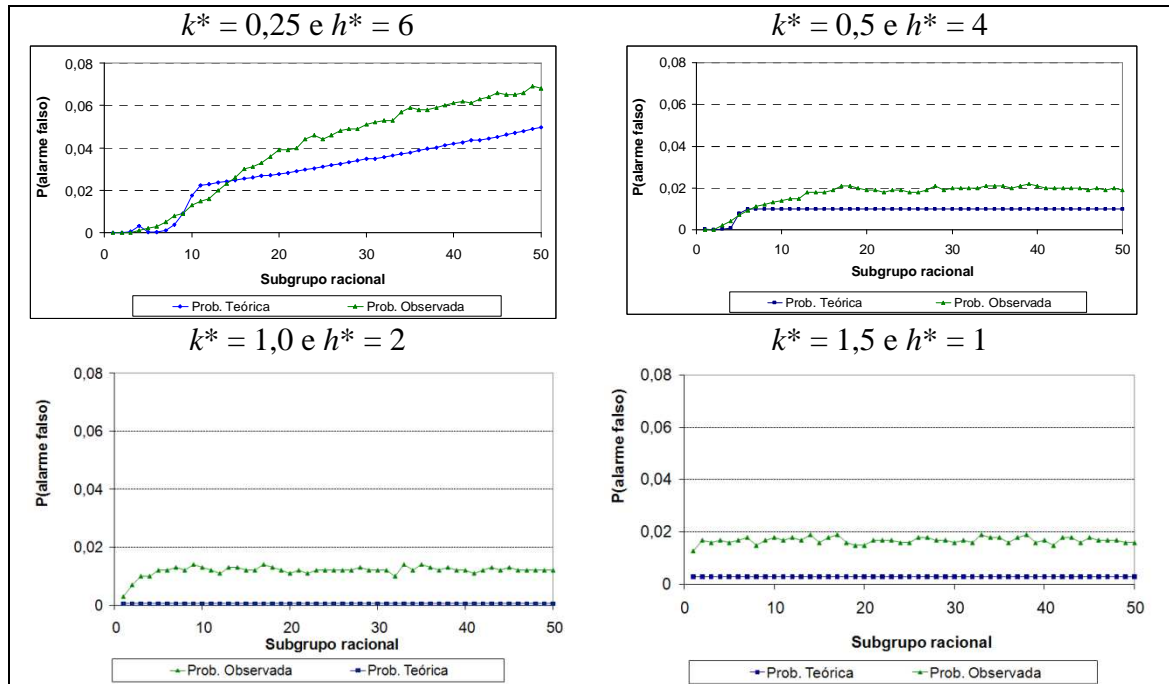 k* = 0,25 e h* = 6
0,08
0,06
0,04
0,02
0
P(alarme falso)
0 10 20 30 40 50
Subgrupo racional
Prob. Teórica Prob. Observada
k* = 0,5 e h* = 4
0,08
0,06
0,04
0,02
0
P(alarme falso)
0 10 20 30 40 50
Subgrupo racional
Prob. Teórica Prob. Observada
k* = 1,0 e h* = 2
0,08
0,06
0,04
0,02
0
P(alarme falso)
0 10 20 30 40 50
Subgrupo racional
Prob. Observada Prob. Teórica
k* = 1,5 e h* = 1
0,08
0,06
0,04
0,02
0
P(alarme falso)
0 10 20 30 40 50
Subgrupo racional
Prob. Teórica Prob. Observada